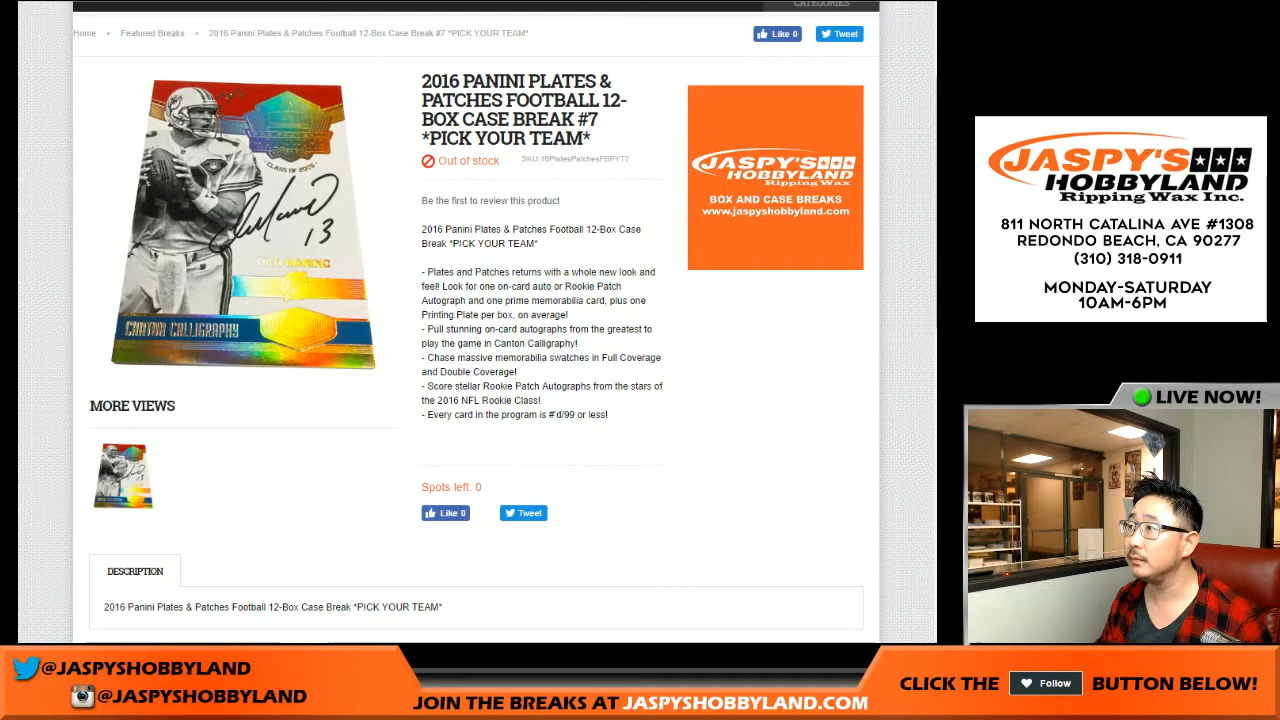 CATEGORIES
Home • Featured Breaks • 2016 Panini Plates & Patches Football 12-Box Case Break #7 *PICK YOUR TEAM*
Like 0
Tweet
2016 PANINI PLATES &
PATCHES FOOTBALL 12-
BOX CASE BREAK #7
*PICK YOUR TEAM*
Out of stock
SKU:16PlatesPatchesFBPYT7
Be the first to review this product
2016 Panini Plates & Patches Football 12-Box Case
Break *PICK YOUR TEAM*
- Plates and Patches returns with a whole new look and
feel! Look for one on-card auto or Rookie Patch
Autograph and one prime memorabilia card, plus one
Printing Plate per box, on average!
- Pull stunning on-card autographs from the greatest to
play the game in Canton Calligraphy!
- Chase massive memorabilia swatches in Full Coverage
and Double Coverage!
- Score stellar Rookie Patch Autographs from the stars of
the 2016 NFL Rookie Class!
- Every card in the program is #'d/99 or less!
Spots left: 0
Like 0
Tweet
CLASS OF 2005
13
DAN MARINO
CANTON CALLIGRAPHY
MORE VIEWS
DESCRIPTION
2016 Panini Plates & Patches Football 12-Box Case Break *PICK YOUR TEAM*
JASPY'S
HOBBYLAND
Ripping Wax
BOX AND CASE BREAKS
www.jaspyshobbyland.com
JASPY'S
HOBBYLAND
Ripping Wax Inc.
811 NORTH CATALINA AVE #1308
REDONDO BEACH, CA 90277
(310) 318-0911
MONDAY-SATURDAY
10AM-6PM
LIVE NOW!
@JASPYSHOBBYLAND
@JASPYSHOBBYLAND
JOIN THE BREAKS AT JASPYSHOBBYLAND.COM
CLICK THE Follow BUTTON BELOW!